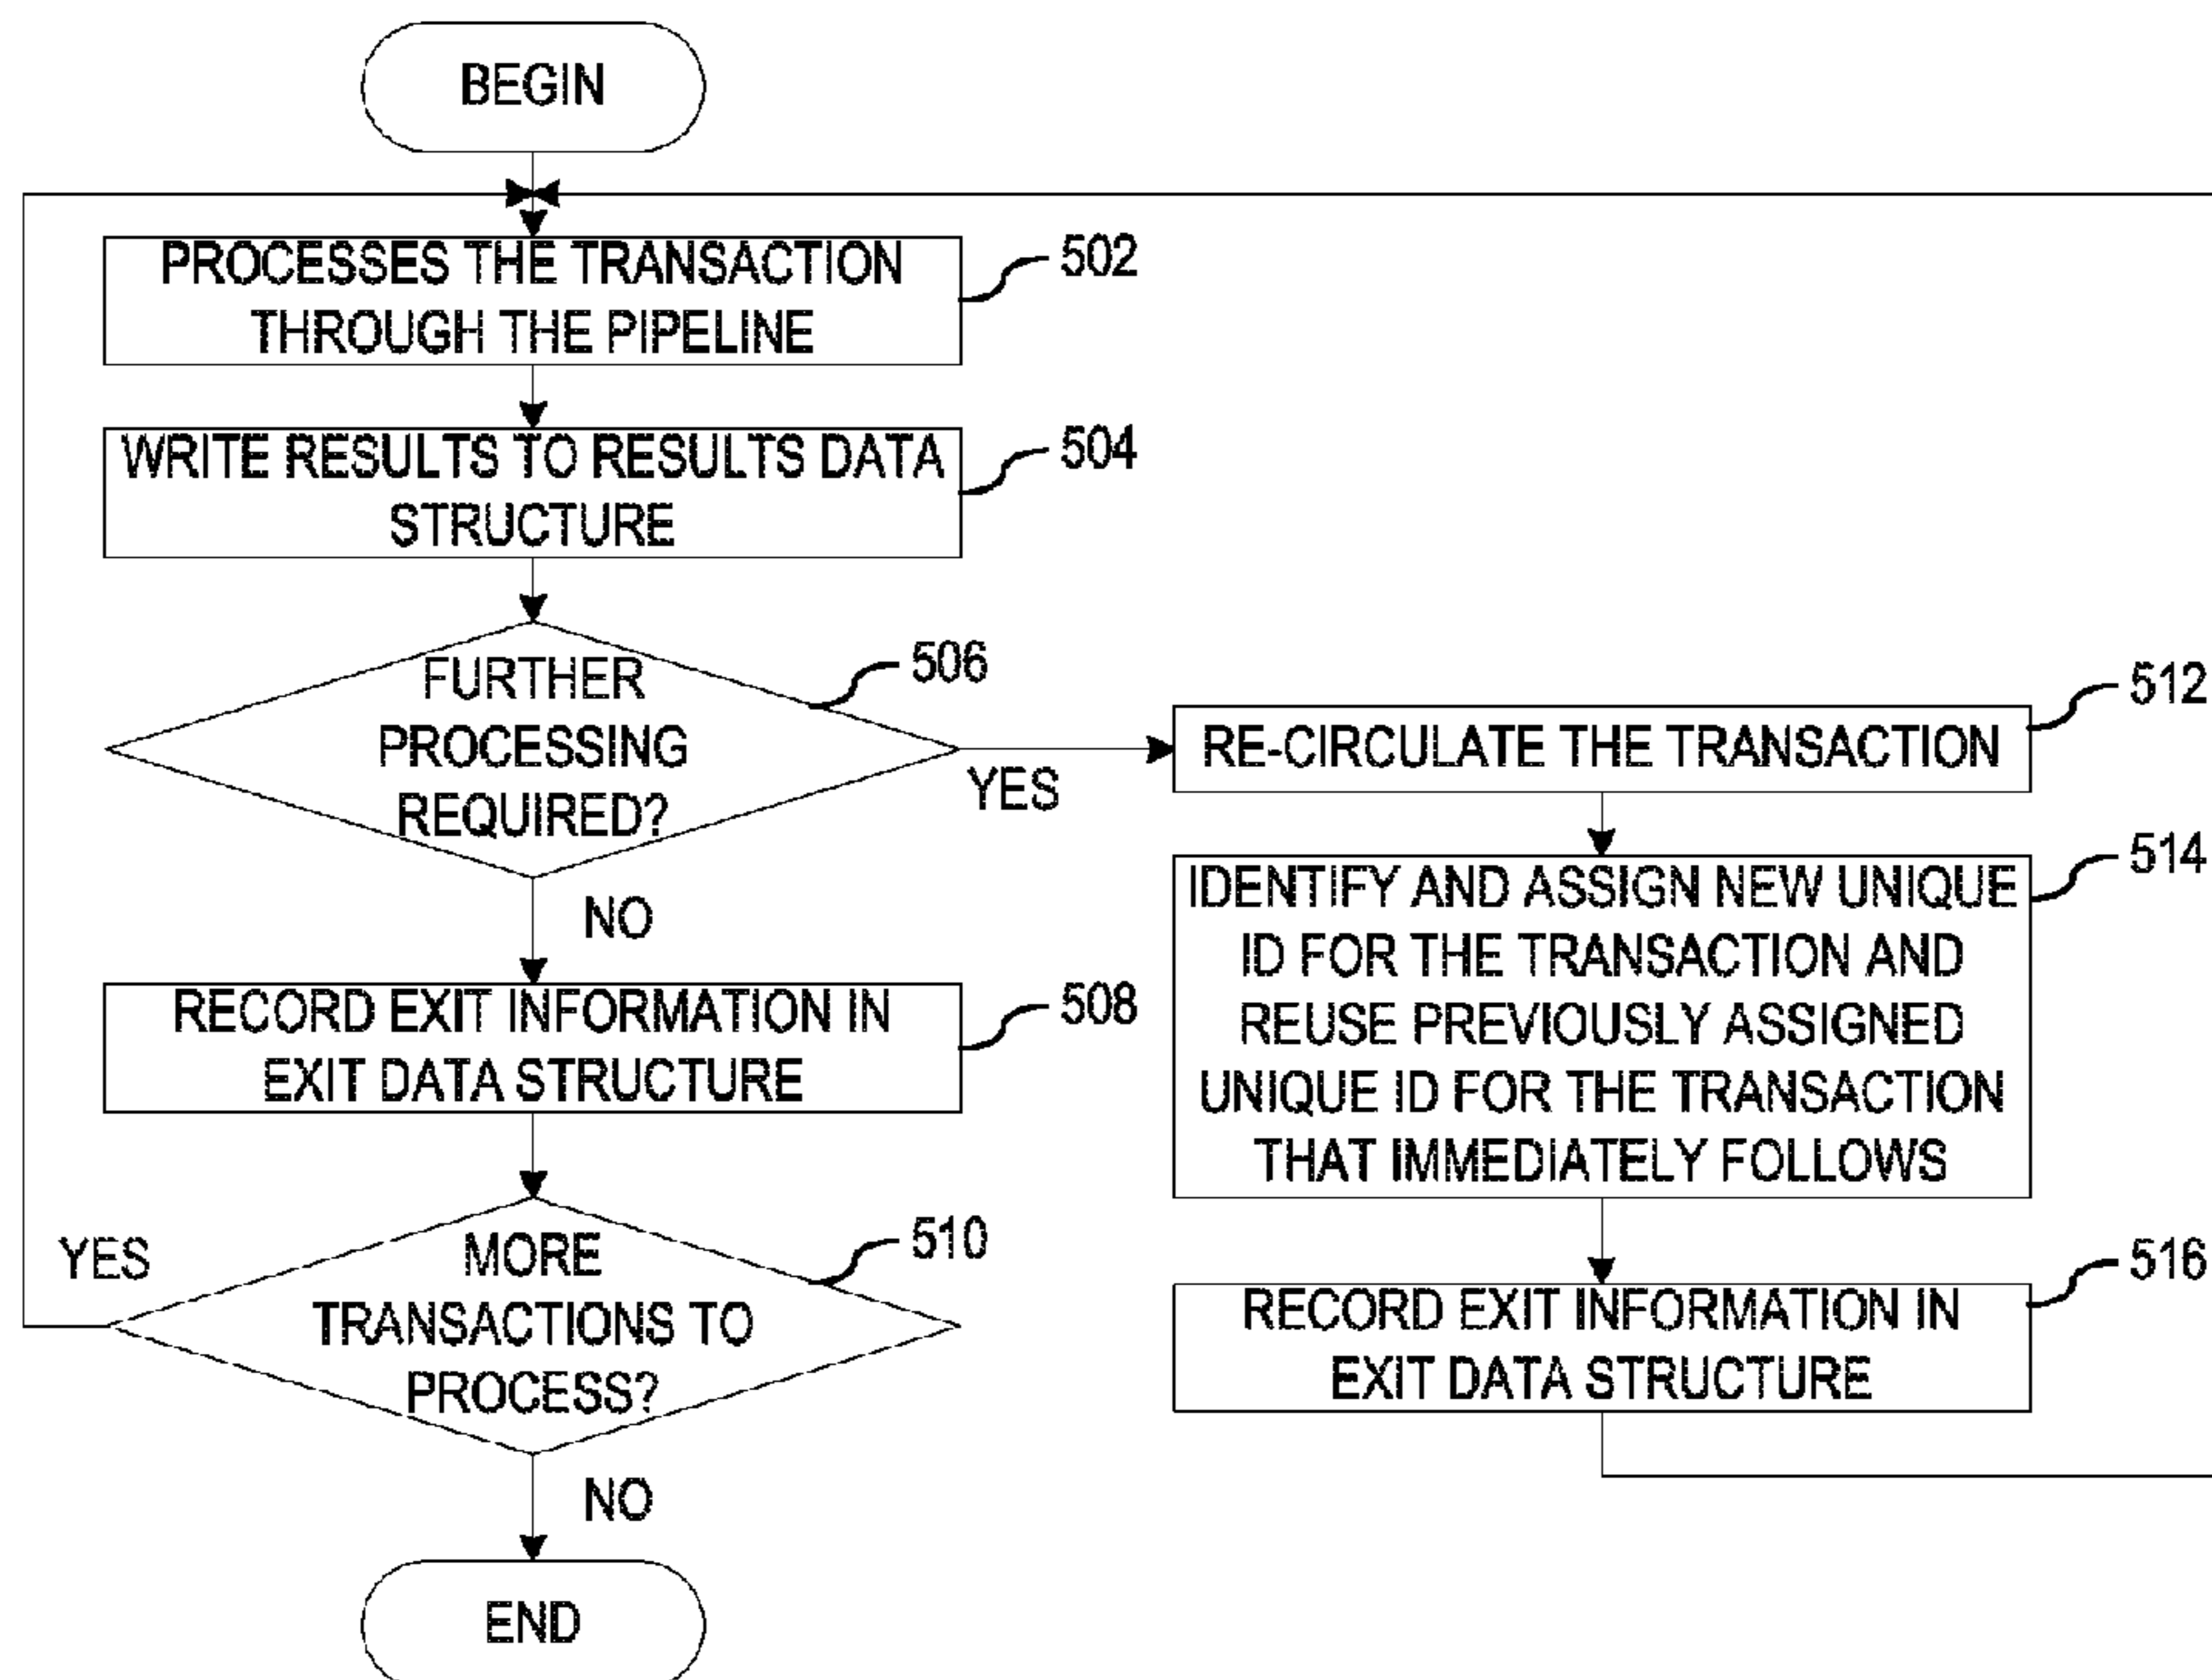 BEGIN
PROCESSES THE TRANSACTION
THROUGH THE PIPELINE
502
WRITE RESULTS TO RESULTS DATA
STRUCTURE
504
FURTHER
PROCESSING
REQUIRED?
506
YES
NO
RECORD EXIT INFORMATION IN
EXIT DATA STRUCTURE
508
MORE
TRANSACTIONS TO
PROCESS?
510
YES
NO
END
RE-CIRCULATE THE TRANSACTION
512
IDENTIFY AND ASSIGN NEW UNIQUE
ID FOR THE TRANSACTION AND
REUSE PREVIOUSLY ASSIGNED
UNIQUE ID FOR THE TRANSACTION
THAT IMMEDIATELY FOLLOWS
514
RECORD EXIT INFORMATION IN
EXIT DATA STRUCTURE
516